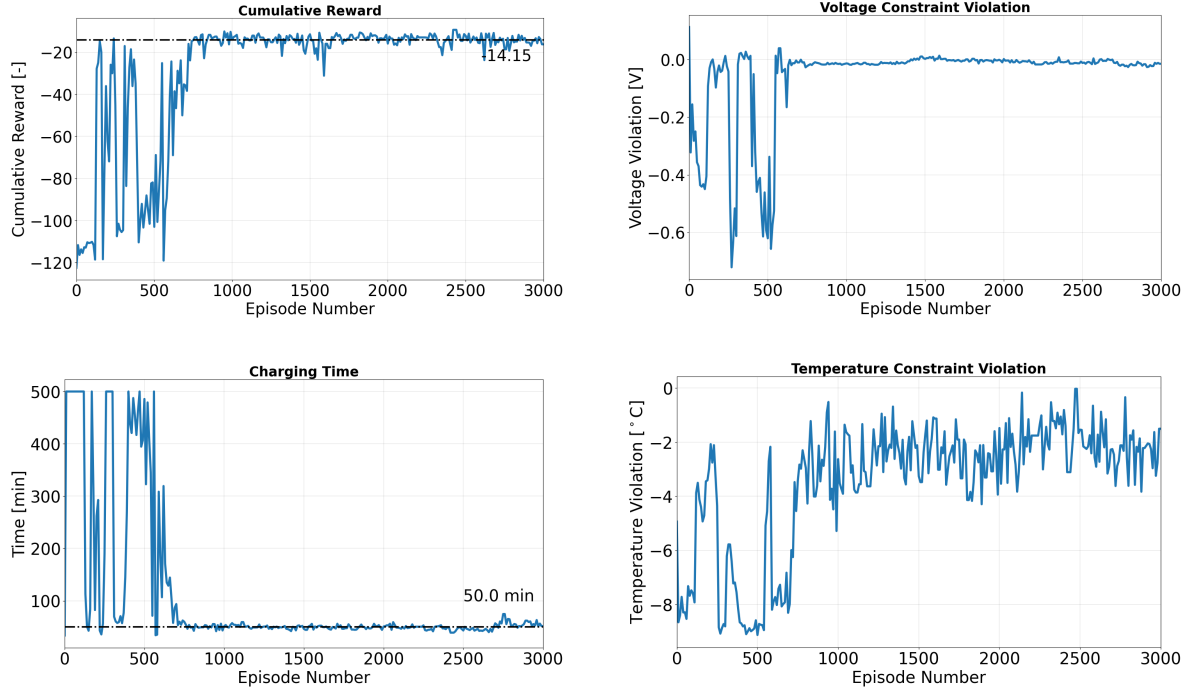 Cumulative Reward
Cumulative Reward [-]
−20
−40
−60
−80
−100
−120
-14.15
0 500 1000 1500 2000 2500 3000
Episode Number
Voltage Constraint Violation
Voltage Violation [V]
0.0
−0.2
−0.4
−0.6
0 500 1000 1500 2000 2500 3000
Episode Number
Charging Time
Time [min]
500
400
300
200
100
50.0 min
0 500 1000 1500 2000 2500 3000
Episode Number
Temperature Constraint Violation
Temperature Violation [°C]
0
−2
−4
−6
−8
0 500 1000 1500 2000 2500 3000
Episode Number